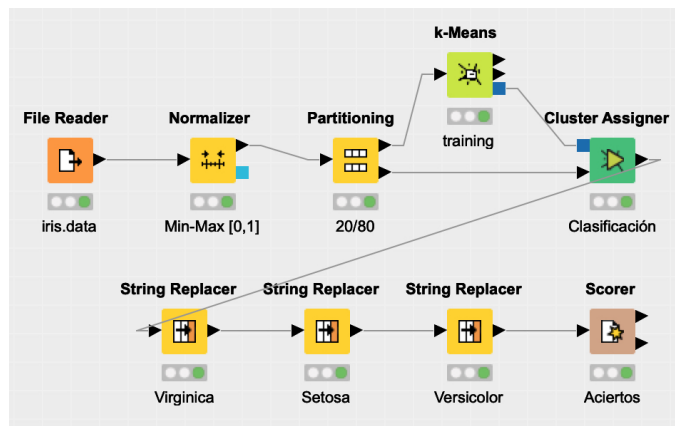 k-Means
File Reader
Normalizer
Partitioning
training
Cluster Assigner
iris.data
Min-Max [0,1]
20/80
Clasificación
String Replacer
String Replacer
String Replacer
Scorer
Virginica
Setosa
Versicolor
Aciertos